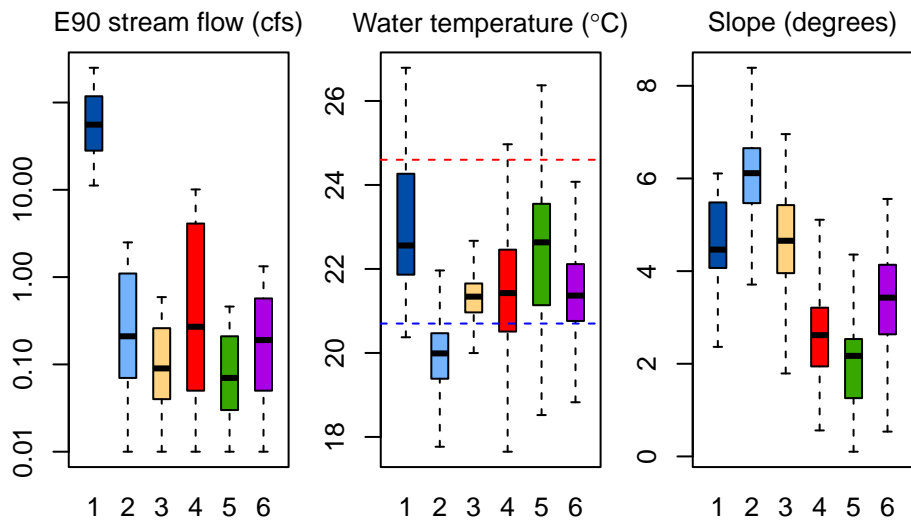 E90 stream flow (cfs)
0.01 0.10 1.00 10.00
1 2 3 4 5 6
Water temperature (°C)
18 20 22 24 26
1 2 3 4 5 6
Slope (degrees)
0 2 4 6 8
1 2 3 4 5 6